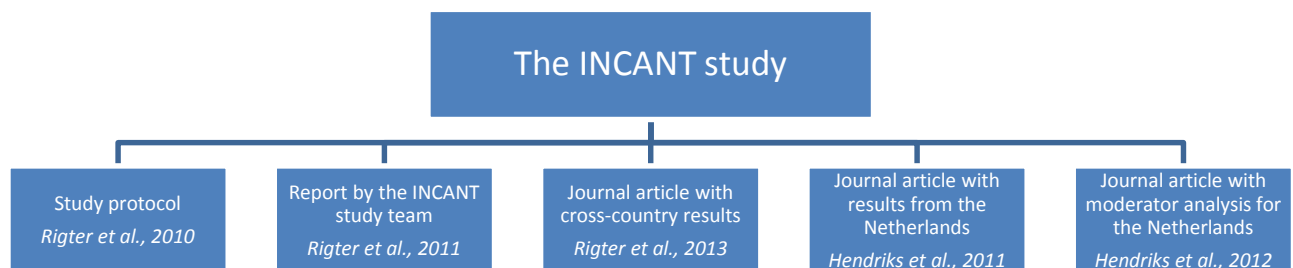 The INCANT study
Study protocol
Rigter et al., 2010
Report by the INCANT
study team
Rigter et al., 2011
Journal article with
cross-country results
Rigter et al., 2013
Journal article with
results from the
Netherlands
Hendriks et al., 2011
Journal article with
moderator analysis for
the Netherlands
Hendriks et al., 2012